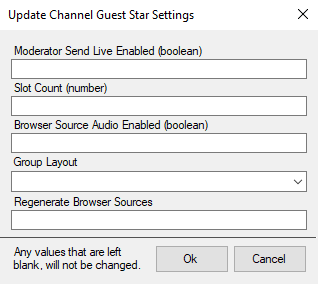 Update Channel Guest Star Settings
Moderator Send Live Enabled (boolean)
Slot Count (number)
Browser Source Audio Enabled (boolean)
Group Layout
Regenerate Browser Sources
Any values that are left
blank, will not be changed.
Ok
Cancel